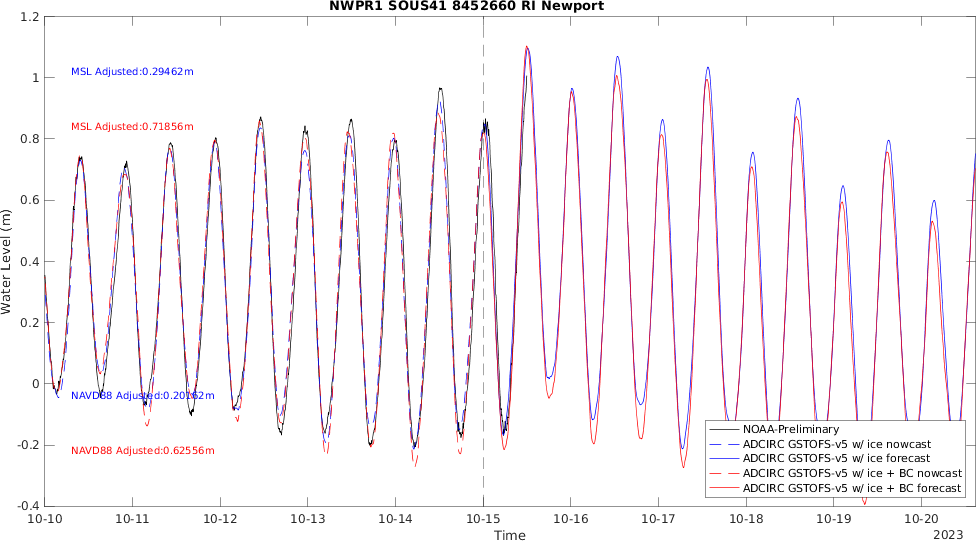 NWPR1 SOUS41 8452660 RI Newport
1.2
1
0.8
0.6
0.4
0.2
0
-0.2
-0.4
Water Level (m)
MSL Adjusted:0.29462m
MSL Adjusted:0.71856m
NAVD88 Adjusted:0.20162m
NAVD88 Adjusted:0.62556m
NOAA-Preliminary
ADCIRC GSTOFS-v5 w/ ice nowcast
ADCIRC GSTOFS-v5 w/ ice forecast
ADCIRC GSTOFS-v5 w/ ice + BC nowcast
ADCIRC GSTOFS-v5 w/ ice + BC forecast
10-10 10-11 10-12 10-13 10-14 10-15 10-16 10-17 10-18 10-19 10-20
Time
2023